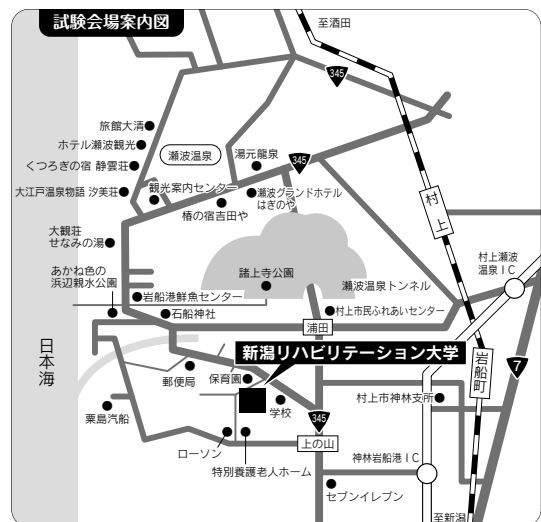 試験会場案内図
至酒田
345
旅館大清
ホテル瀬波観光
瀬波温泉
湯元龍泉
345
くつろぎの宿 静雲荘
大江戸温泉物語 汐美荘
観光案内センター
瀬波グランドホテル
はぎのや
椿の宿吉田や
村上
大観荘
せなみの湯
村上瀬波
温泉IC
あかね色の
浜辺親水公園
諸上寺公園
瀬波温泉トンネル
岩船港鮮魚センター
石船神社
村上市民ふれあいセンター
浦田
日本海
新潟リハビリテーション大学
岩船町
7
郵便局
保育園
粟島汽船
学校
345
村上市神林支所
ローソン
上の山
特別養護老人ホーム
神林岩船港IC
セブンイレブン
至新潟